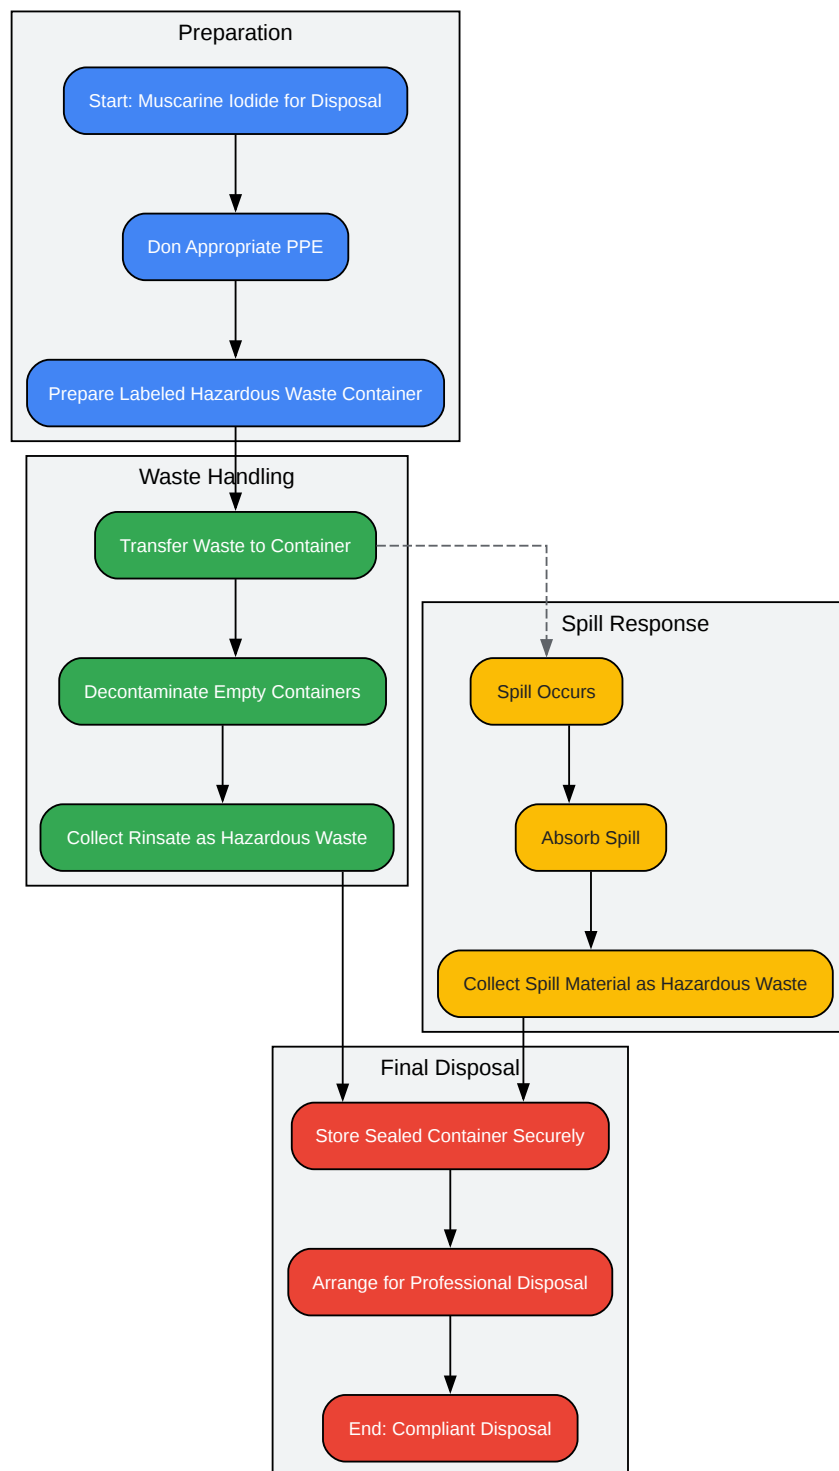 Preparation
Start: Muscarine Iodide for Disposal
Don Appropriate PPE
Prepare Labeled Hazardous Waste Container
Waste Handling
Transfer Waste to Container
Decontaminate Empty Containers
Collect Rinsate as Hazardous Waste
Spill Response
Spill Occurs
Absorb Spill
Collect Spill Material as Hazardous Waste
Final Disposal
Store Sealed Container Securely
Arrange for Professional Disposal
End: Compliant Disposal